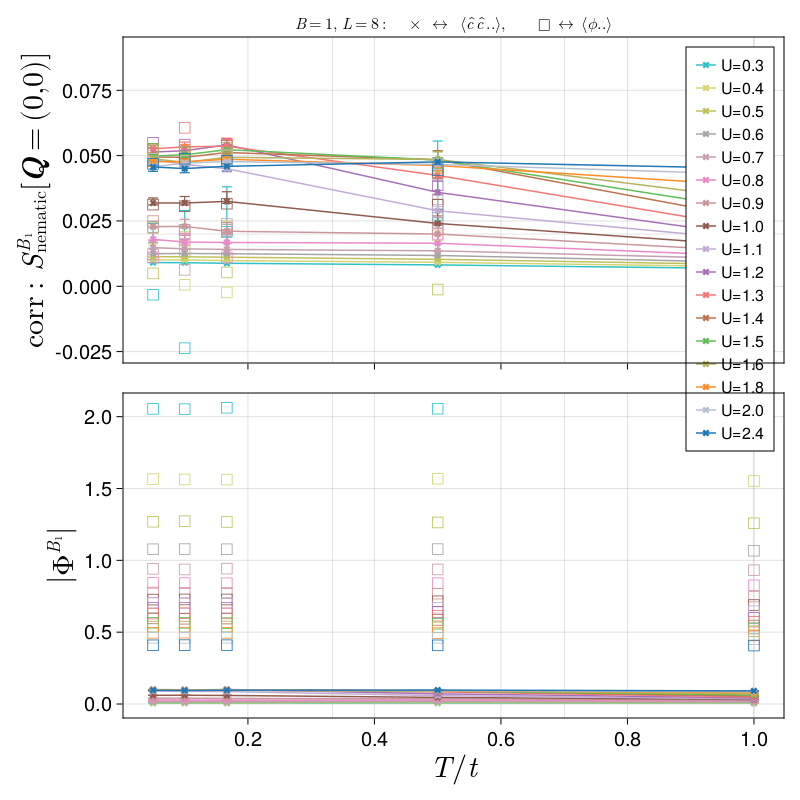 B = 1, L = 8 : × ↔ ⟨ĉ ĉ ..⟩, □ ↔ ⟨ϕ..⟩
corr : S^{B₁}_{nematic}[Q = (0,0)]
0.075
0.050
0.025
0.000
-0.025
U=0.3
U=0.4
U=0.5
U=0.6
U=0.7
U=0.8
U=0.9
U=1.0
U=1.1
U=1.2
U=1.3
U=1.4
U=1.5
U=1.6
U=1.8
U=2.0
U=2.4
|Φ^{B₁}|
2.0
1.5
1.0
0.5
0.0
0.2 0.4 0.6 0.8 1.0
T/t